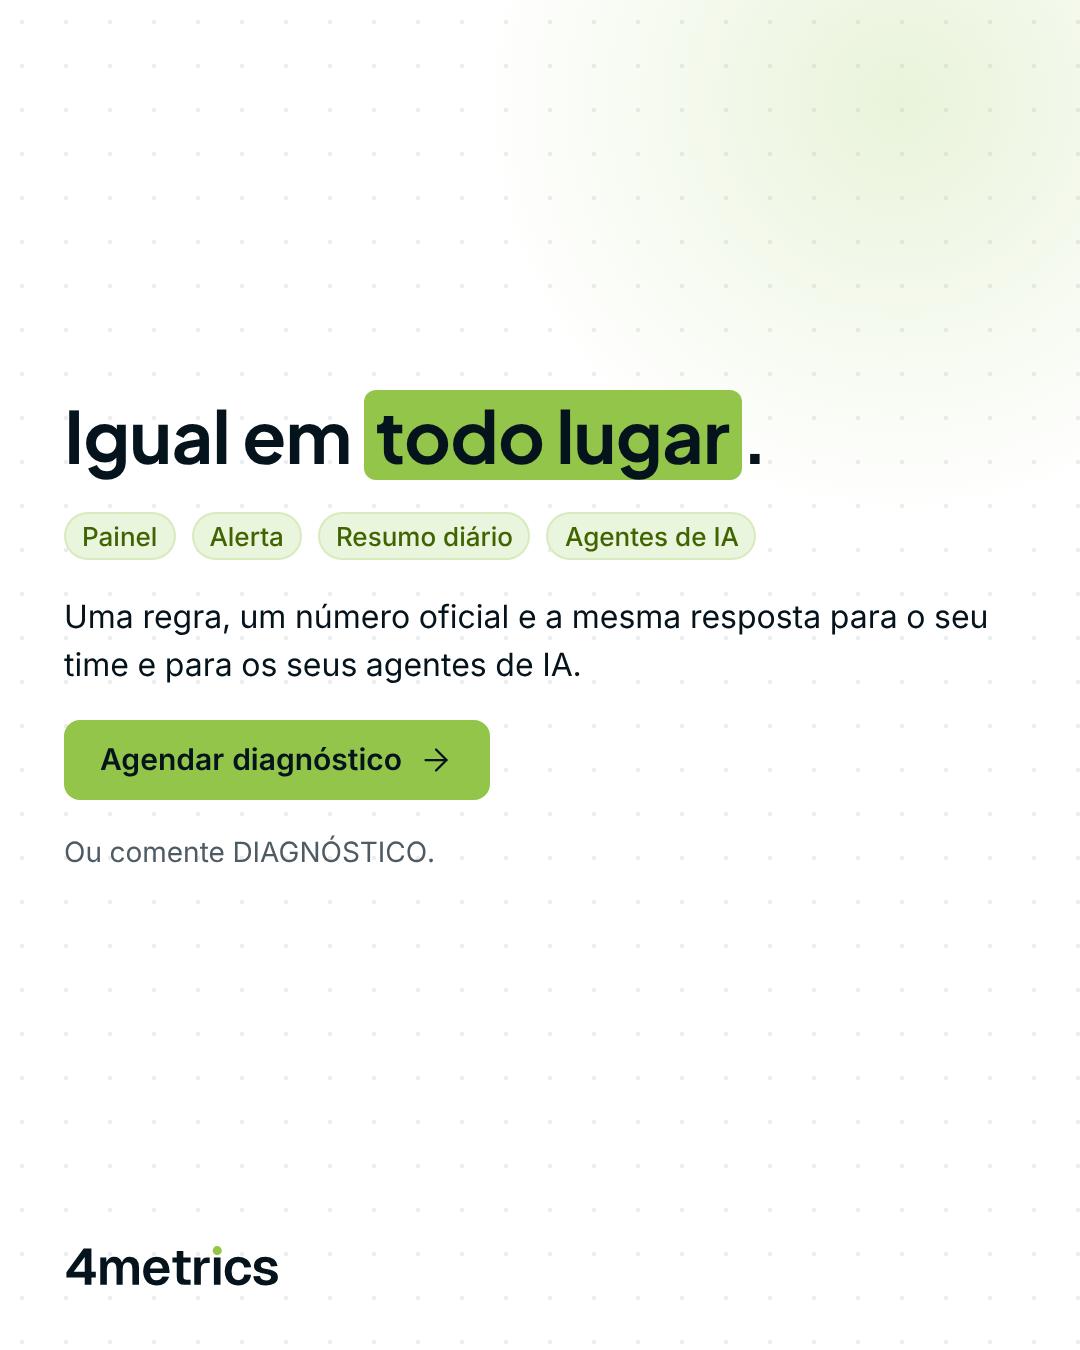 Igual em todo lugar.
Painel Alerta Resumo diário Agentes de IA
Uma regra, um número oficial e a mesma resposta para o seu
time e para os seus agentes de IA.
Agendar diagnóstico →
Ou comente DIAGNÓSTICO.
4metrics